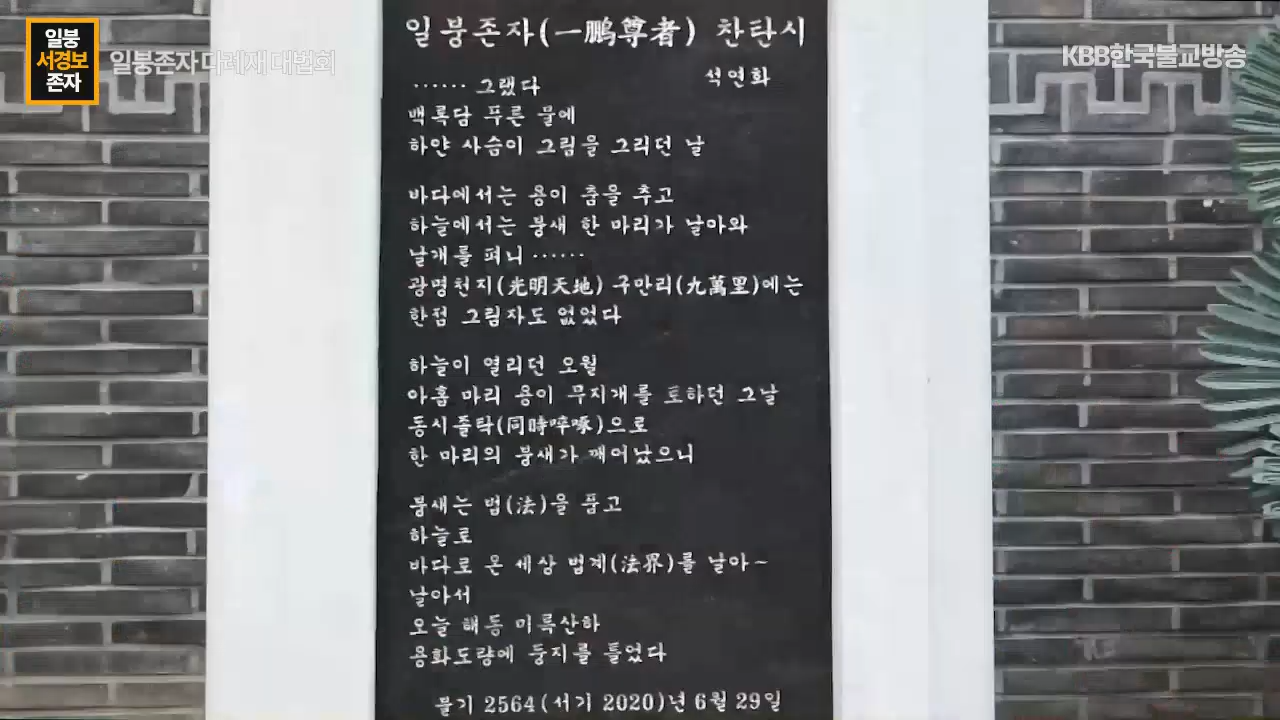 일붕
서경보
존자
일붕존자 다례재 대법회
KBB한국불교방송
일붕존자(一鵬尊者) 찬탄시
석연화
…… 그랬다
백록담 푸른 물에
하얀 사슴이 그림을 그리던 날
바다에서는 용이 춤을 추고
하늘에서는 붕새 한 마리가 날아와
날개를 펴니 ……
광명천지(光明天地) 구만리(九萬里)에는
한점 그림자도 없었다
하늘이 열리던 오월
아홉 마리 용이 무지개를 토하던 그날
동시졸탁(同時啐啄)으로
한 마리의 붕새가 깨어났으니
붕새는 법(法)을 품고
하늘로
바다로 온 세상 법계(法界)를 날아~
날아서
오늘 해동 미륵산하
용화도량에 둥지를 틀었다
불기 2564(서기 2020)년 6월 29일